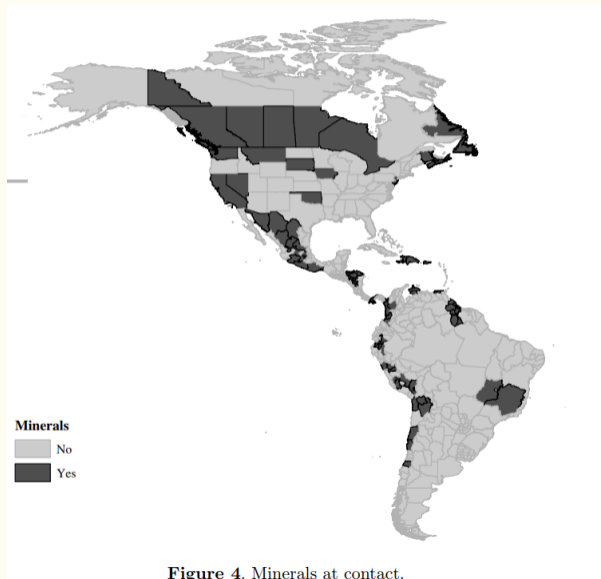 Minerals
No
Yes
Figure 4. Minerals at contact.